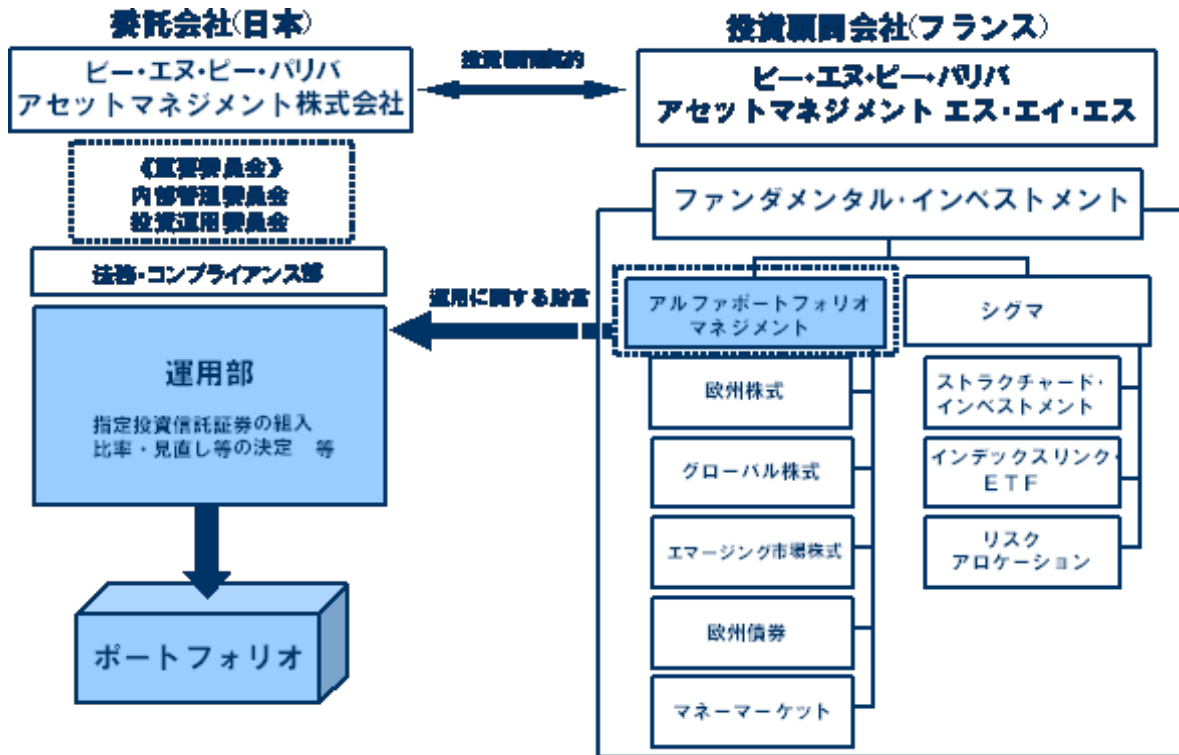 委託会社(日本)
ビー・エヌ・ピー・パリバ
アセットマネジメント株式会社
《重要委員会》
内部管理委員会
投資運用委員会
法務・コンプライアンス部
運用部
指定投資信託証券の組入
比率・見直し等の決定 等
ポートフォリオ
投資顧問契約
運用に関する助言
投資顧問会社(フランス)
ビー・エヌ・ピー・パリバ
アセットマネジメント エス・エイ・エス
ファンダメンタル・インベストメント
アルファポートフォリオ
マネジメント
欧州株式
グローバル株式
エマージング市場株式
欧州債券
マネーマーケット
シグマ
ストラクチャード・
インベストメント
インデックスリンク・
ETF
リスク
アロケーション